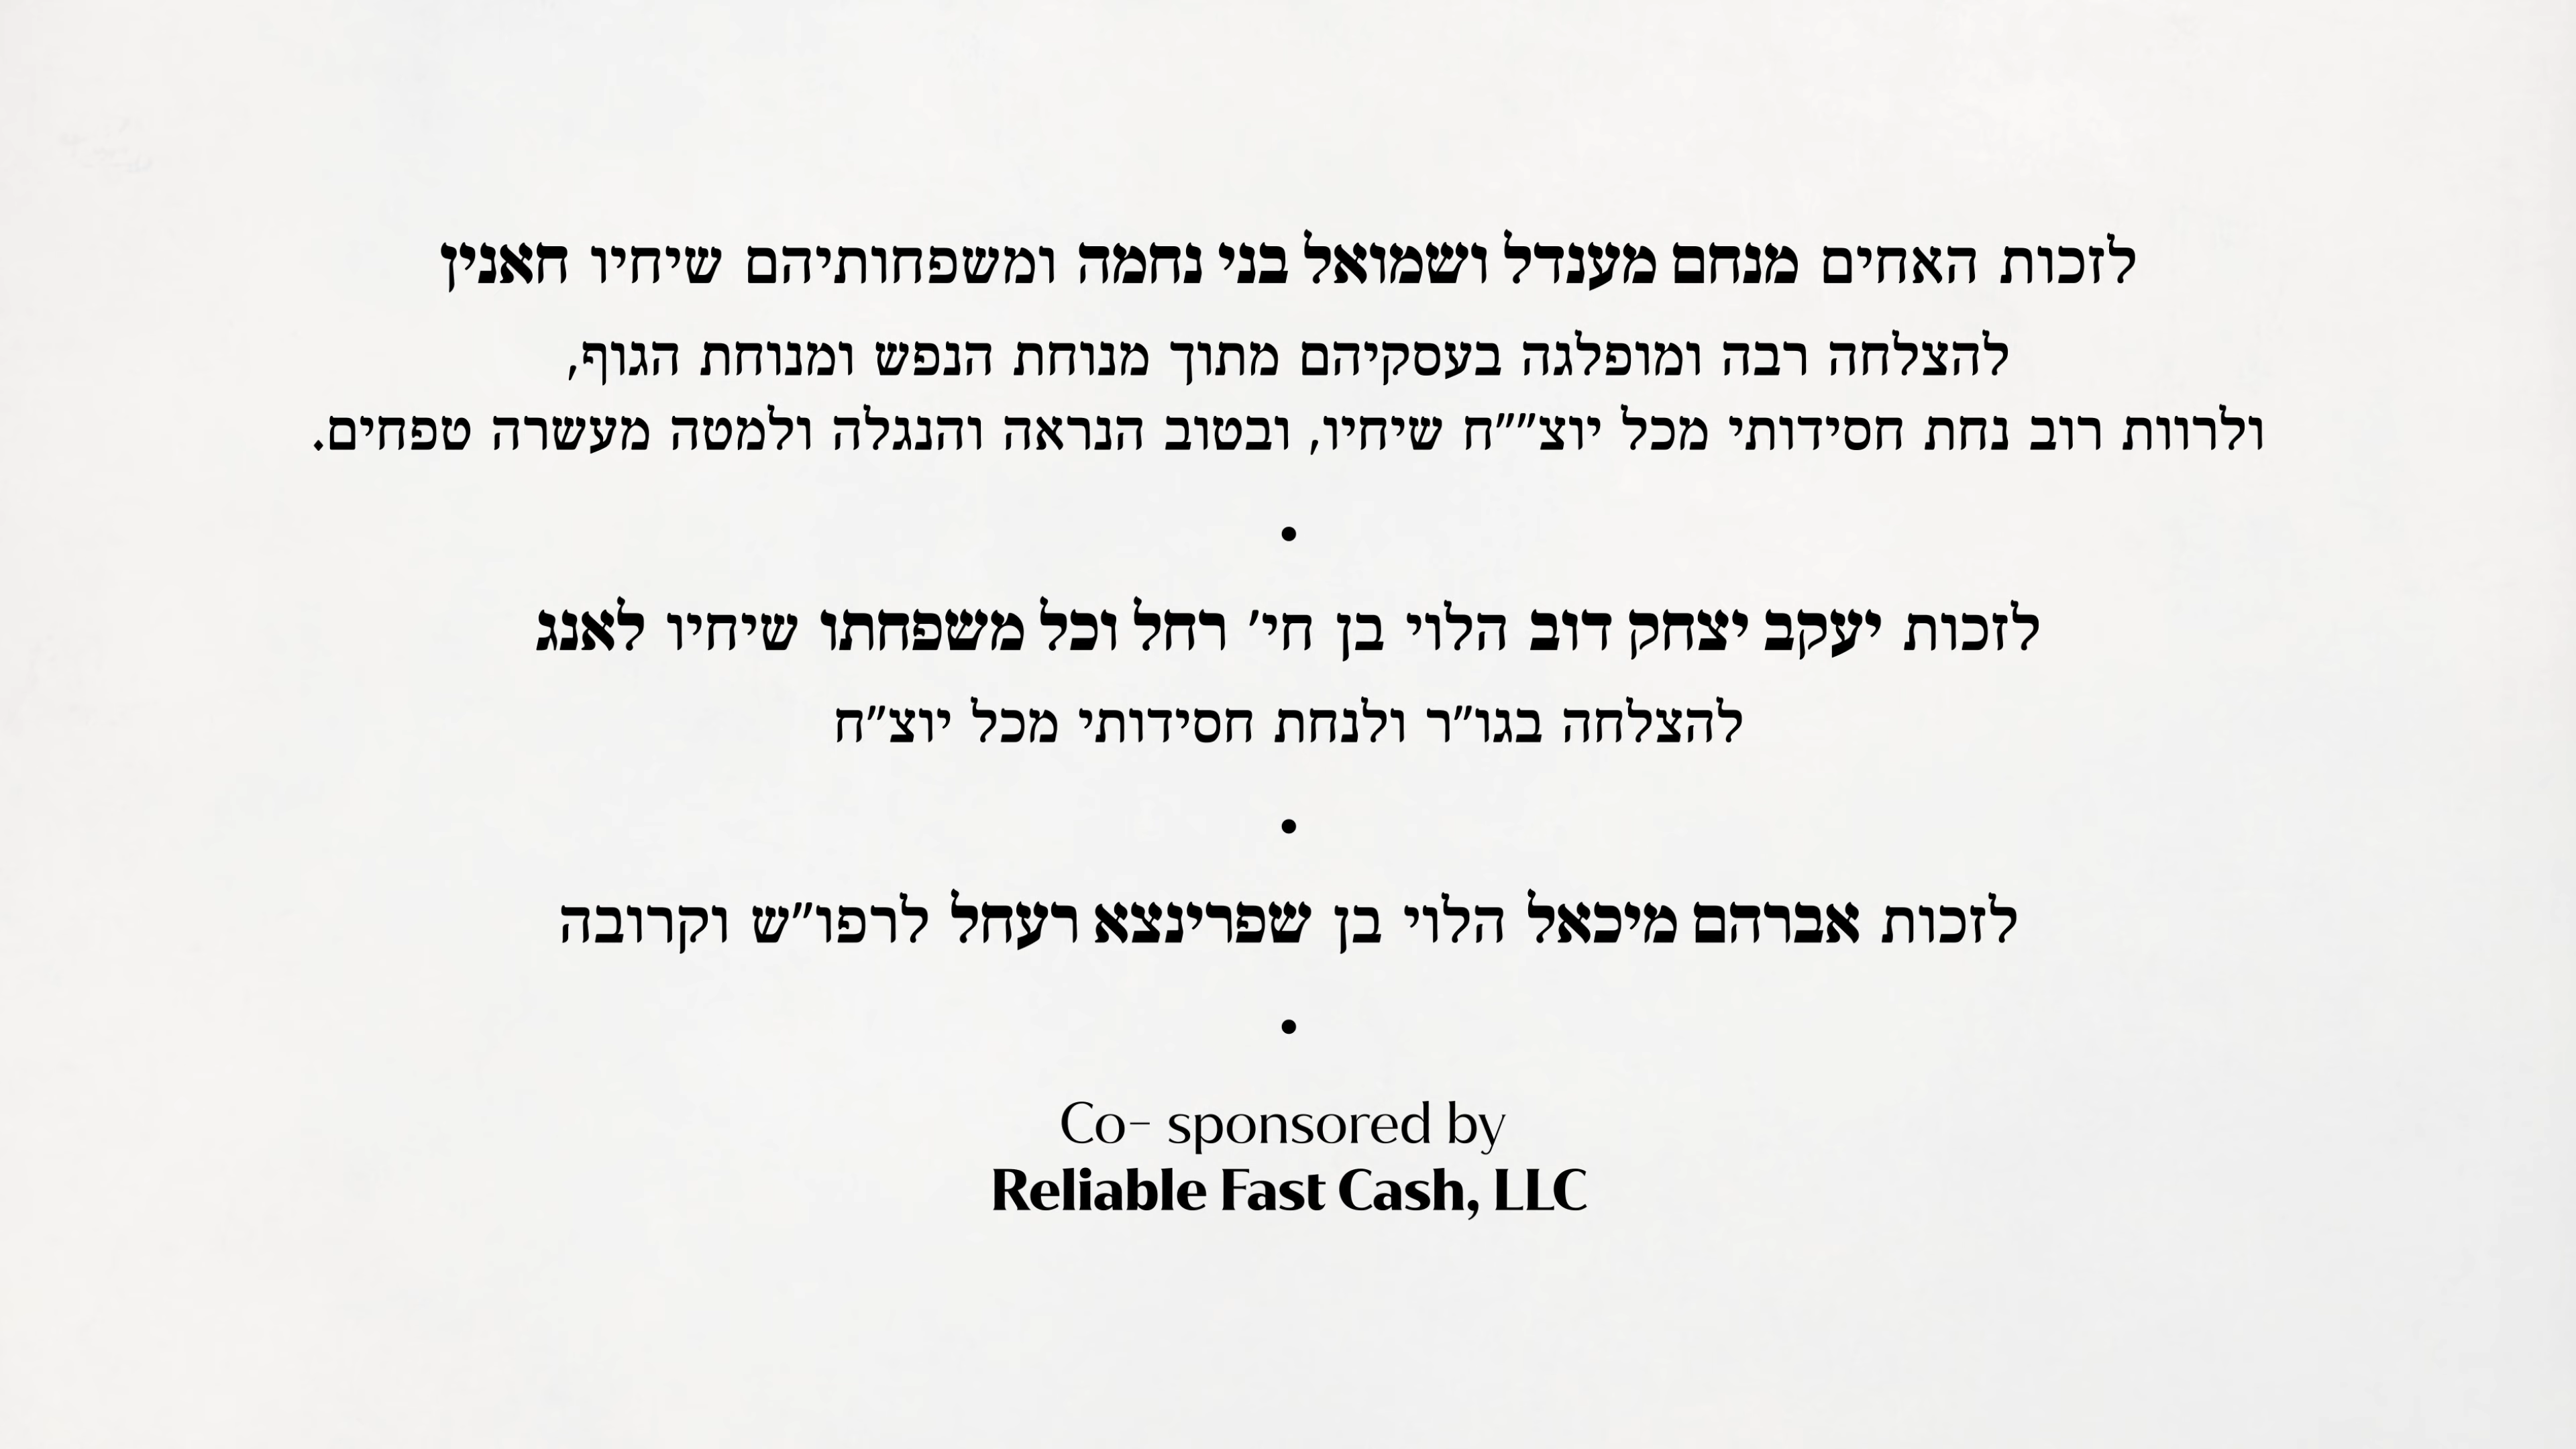 לזכות האחים מנחם מענדל ושמואל בני נחמה ומשפחותיהם שיחיו חאנין
להצלחה רבה ומופלגה בעסקיהם מתוך מנוחת הנפש ומנוחת הגוף,
ולרוות רוב נחת חסידותי מכל יוצ""ח שיחיו, ובטוב הנראה והנגלה ולמטה מעשרה טפחים.
•
לזכות יעקב יצחק דוב הלוי בן חי' רחל וכל משפחתו שיחיו לאנג
להצלחה בגו"ר ולנחת חסידותי מכל יוצ"ח
•
לזכות אברהם מיכאל הלוי בן שפרינצא רעחל לרפו"ש וקרובה
•
Co- sponsored by
Reliable Fast Cash, LLC